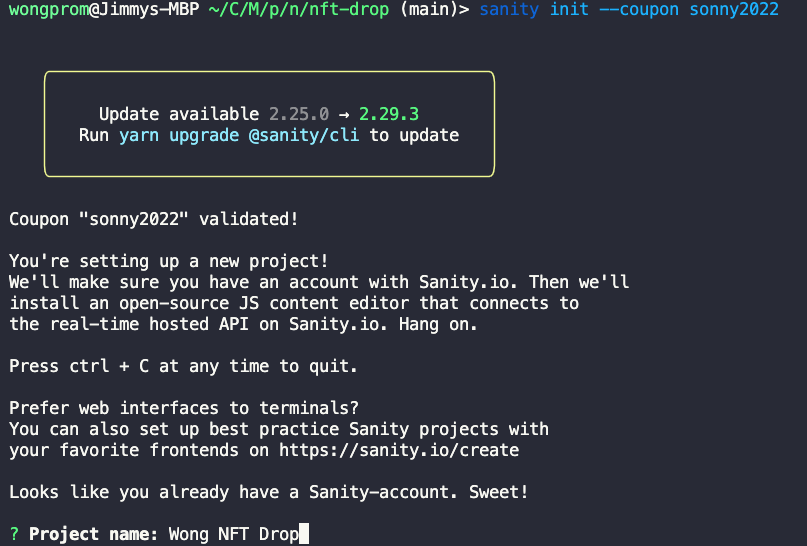 wongprom@Jimmys-MBP ~/C/M/p/n/nft-drop (main)> sanity init --coupon sonny2022
Update available 2.25.0 → 2.29.3
Run yarn upgrade @sanity/cli to update
Coupon "sonny2022" validated!
You're setting up a new project!
We'll make sure you have an account with Sanity.io. Then we'll
install an open-source JS content editor that connects to
the real-time hosted API on Sanity.io. Hang on.
Press ctrl + C at any time to quit.
Prefer web interfaces to terminals?
You can also set up best practice Sanity projects with
your favorite frontends on https://sanity.io/create
Looks like you already have a Sanity-account. Sweet!
? Project name: Wong NFT Drop